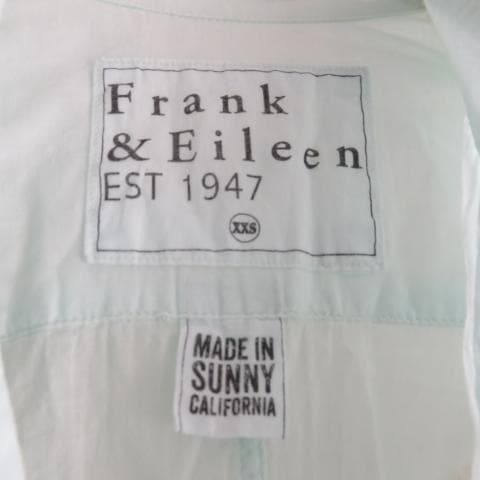 Frank
& Eileen
EST 1947
XXS
MADE IN
SUNNY
CALIFORNIA